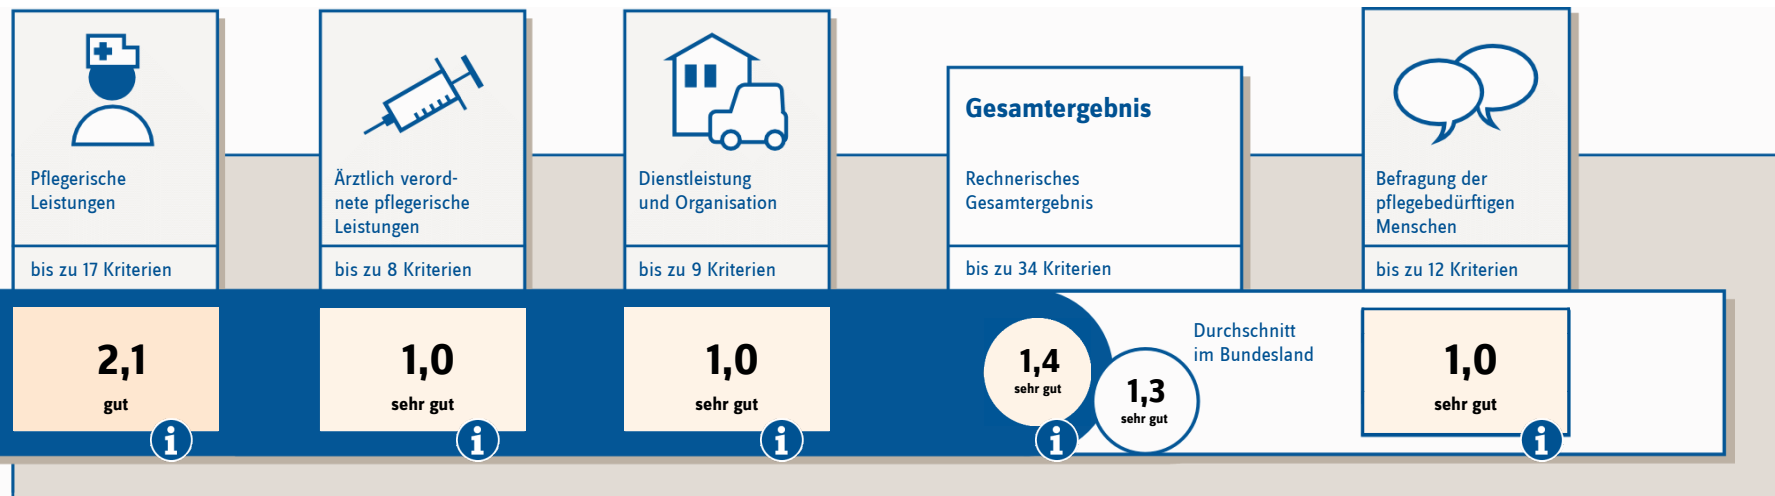 Pflegerische
Leistungen
bis zu 17 Kriterien
2,1
gut
i
Ärztlich verord-
nete pflegerische
Leistungen
bis zu 8 Kriterien
1,0
sehr gut
i
Dienstleistung
und Organisation
bis zu 9 Kriterien
1,0
sehr gut
i
Gesamtergebnis
Rechnerisches
Gesamtergebnis
bis zu 34 Kriterien
1,4
sehr gut
i
1,3
sehr gut
Durchschnitt
im Bundesland
Befragung der
pflegebedürftigen
Menschen
bis zu 12 Kriterien
1,0
sehr gut
i